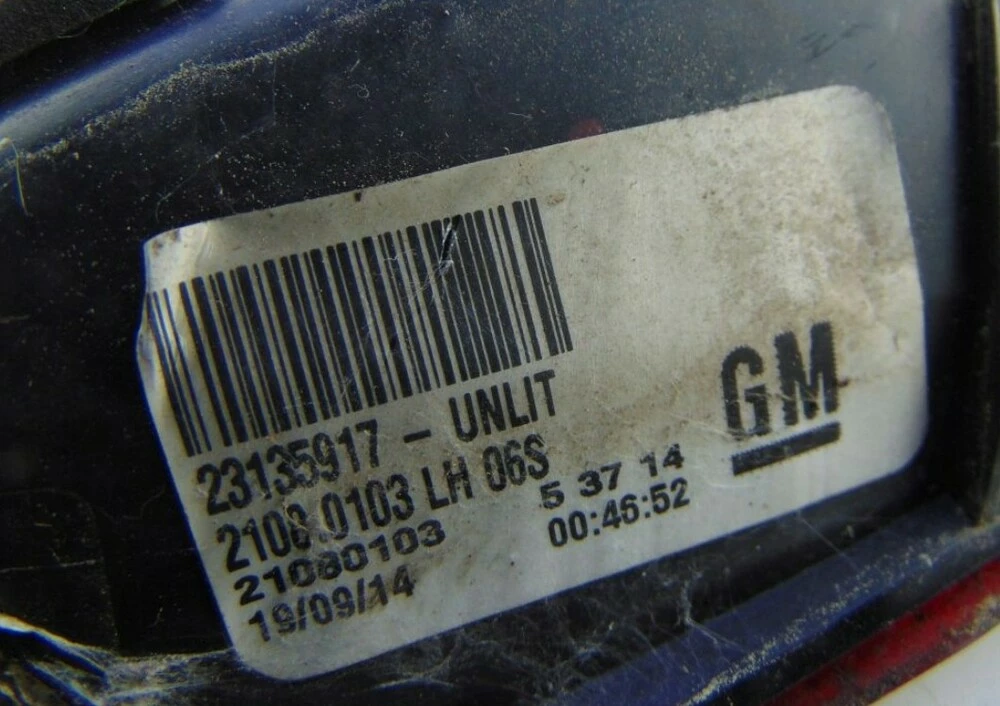 23135917 - UNLIT
2108.0103 LH 06S
21080103
19/09/14
5 37 14
00:46:52
GM